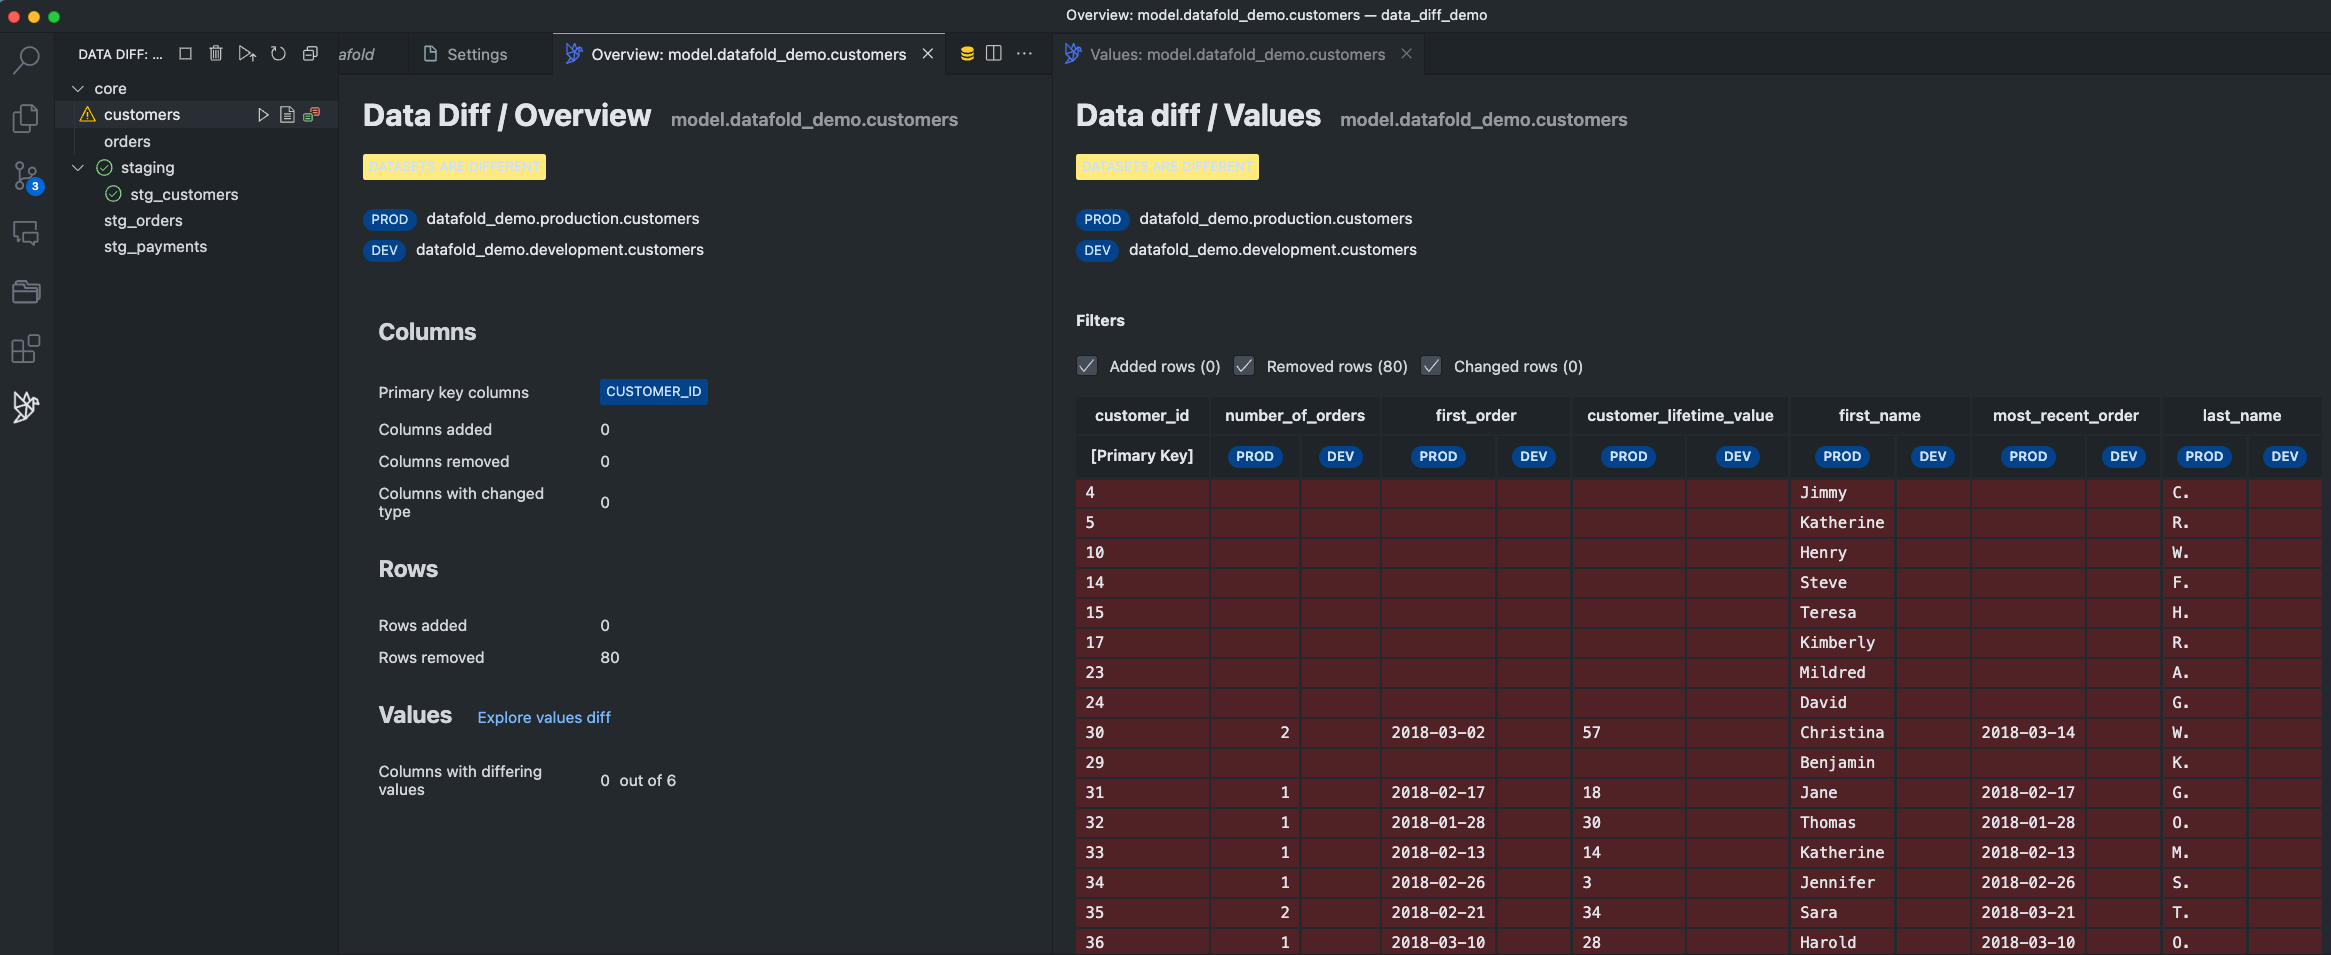 Overview: model.datafold_demo.customers — data_diff_demo
DATA DIFF: ...
afold
Settings
Overview: model.datafold_demo.customers
Values: model.datafold_demo.customers
core
customers
orders
staging
stg_customers
stg_orders
stg_payments
3
Data Diff / Overview model.datafold_demo.customers
DATASETS ARE DIFFERENT
PROD datafold_demo.production.customers
DEV datafold_demo.development.customers
Columns
Primary key columns CUSTOMER_ID
Columns added 0
Columns removed 0
Columns with changed
type 0
Rows
Rows added 0
Rows removed 80
Values Explore values diff
Columns with differing
values 0 out of 6
Data diff / Values model.datafold_demo.customers
DATASETS ARE DIFFERENT
PROD datafold_demo.production.customers
DEV datafold_demo.development.customers
Filters
Added rows (0) Removed rows (80) Changed rows (0)
customer_id number_of_orders first_order customer_lifetime_value first_name most_recent_order last_name
[Primary Key] PROD DEV PROD DEV PROD DEV PROD DEV PROD DEV PROD DEV
4 Jimmy C.
5 Katherine R.
10 Henry W.
14 Steve F.
15 Teresa H.
17 Kimberly R.
23 Mildred A.
24 David G.
30 2 2018-03-02 57 Christina 2018-03-14 W.
29 Benjamin K.
31 1 2018-02-17 18 Jane 2018-02-17 G.
32 1 2018-01-28 30 Thomas 2018-01-28 O.
33 1 2018-02-13 14 Katherine 2018-02-13 M.
34 1 2018-02-26 3 Jennifer 2018-02-26 S.
35 2 2018-02-21 34 Sara 2018-03-21 T.
36 1 2018-03-10 28 Harold 2018-03-10 O.